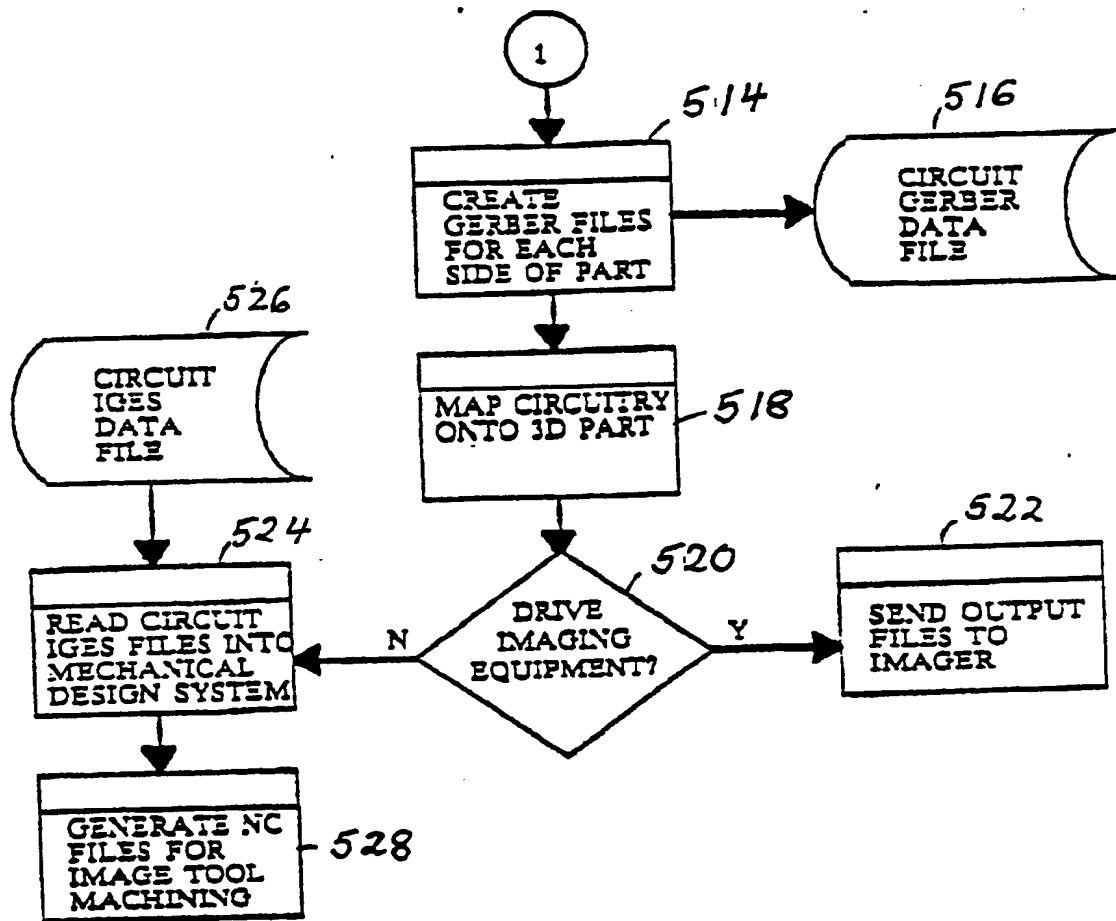 1
514
516
CREATE
GERBER FILES
FOR EACH
SIDE OF PART
CIRCUIT
GERBER
DATA
FILE
526
CIRCUIT
IGES
DATA
FILE
MAP CIRCUITRY
ONTO 3D PART
518
524
READ CIRCUIT
IGES FILES INTO
MECHANICAL
DESIGN SYSTEM
N
520
DRIVE
IMAGING
EQUIPMENT?
Y
522
SEND OUTPUT
FILES TO
IMAGER
GENERATE NC
FILES FOR
IMAGE TOOL
MACHINING
528